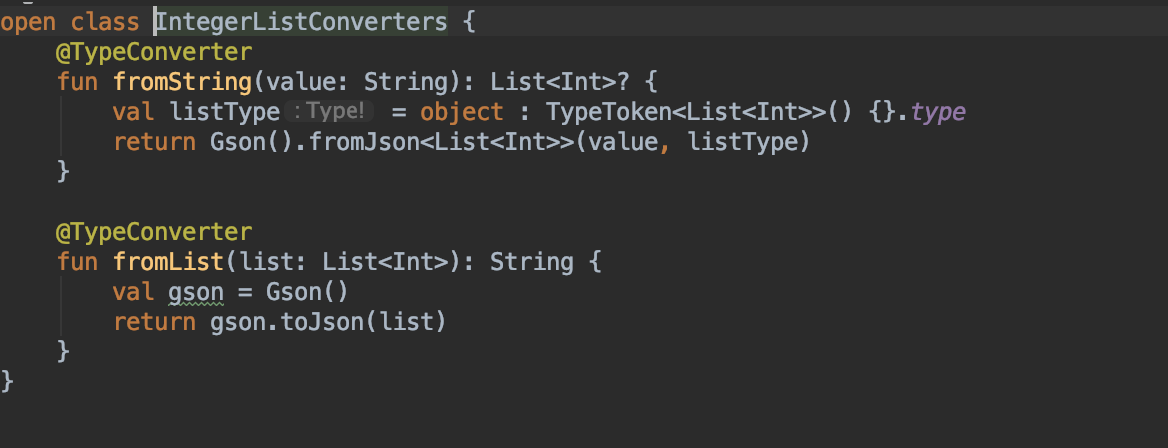 open class IntegerListConverters {
    @TypeConverter
    fun fromString(value: String): List<Int>? {
        val listType : Type! = object : TypeToken<List<Int>>() {}.type
        return Gson().fromJson<List<Int>>(value, listType)
    }

    @TypeConverter
    fun fromList(list: List<Int>): String {
        val gson = Gson()
        return gson.toJson(list)
    }
}